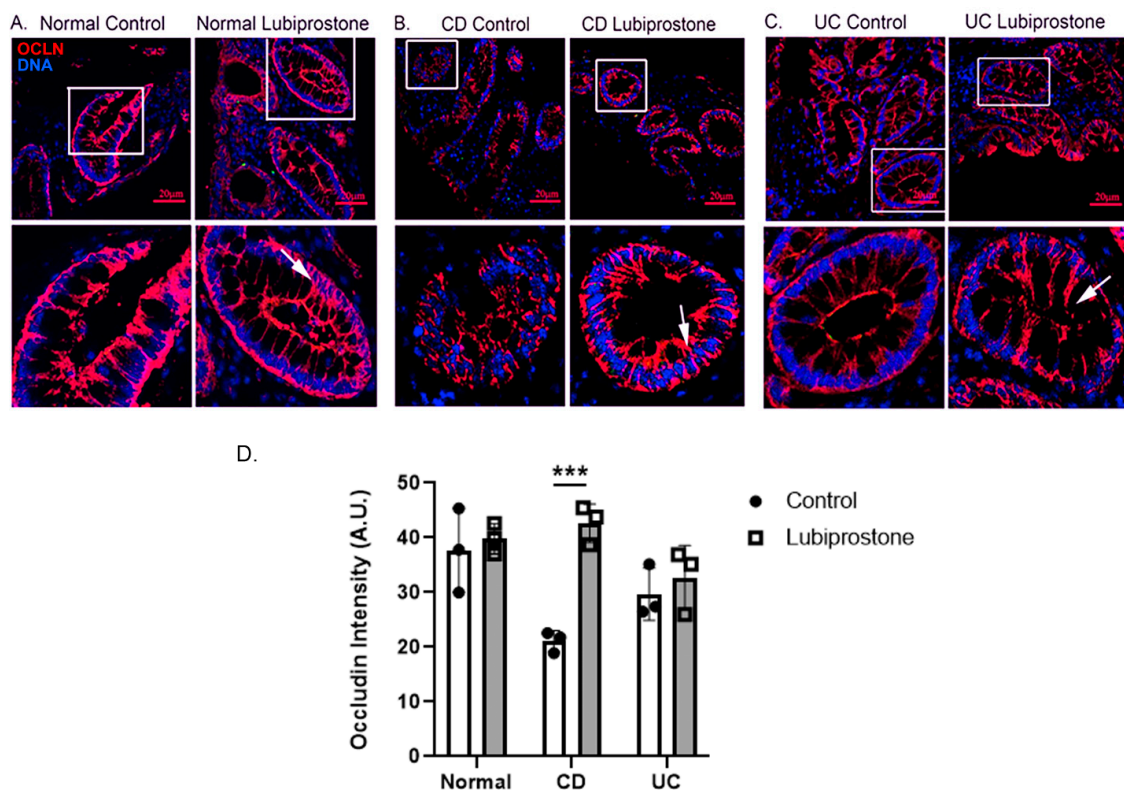 A. Normal Control Normal Lubiprostone B. CD Control CD Lubiprostone C. UC Control UC Lubiprostone
OCLN
DNA
20μm 20μm 20μm 20μm 20μm 20μm
D.
***
50
40
30
20
10
0
Occludin Intensity (A.U.)
Normal CD UC
Control
Lubiprostone